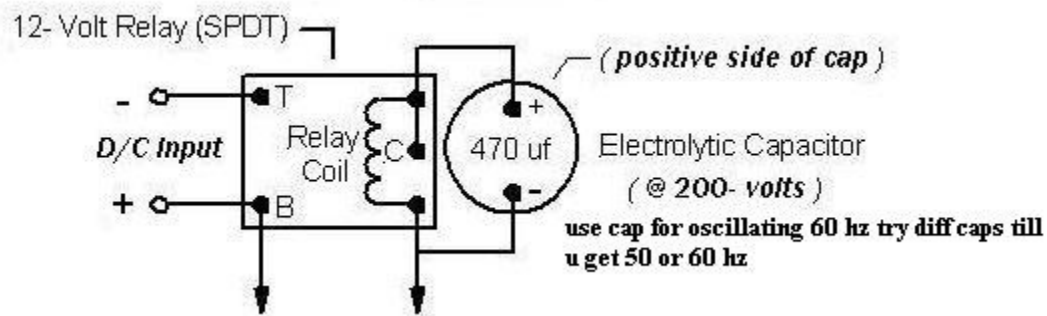 12- Volt Relay (SPDT)
( positive side of cap )
- T +
D/C Input Relay C 470 uf Electrolytic Capacitor
Coil
+ B - ( @ 200- volts )
use cap for oscillating 60 hz try diff caps till
u get 50 or 60 hz